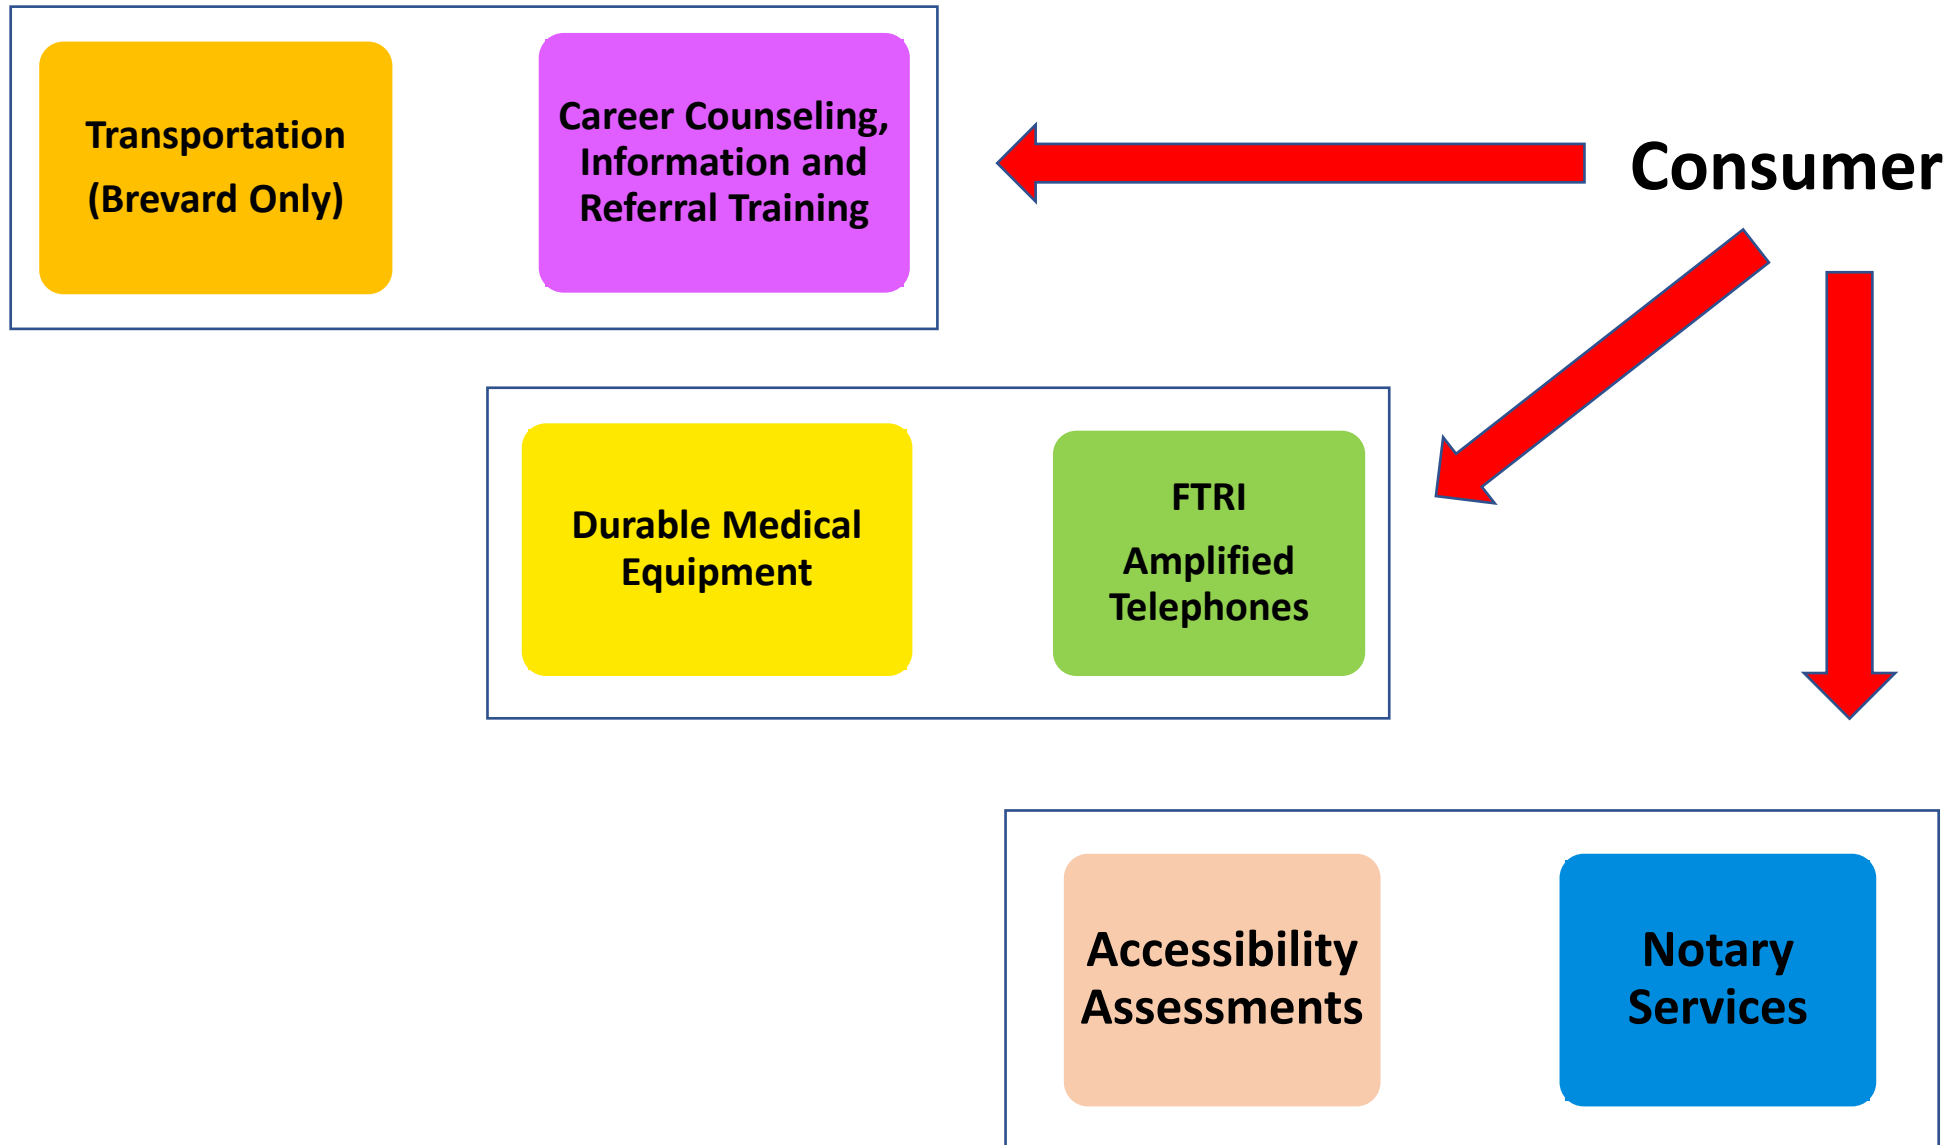 Transportation
(Brevard Only)
Career Counseling,
Information and
Referral Training
Consumer
Durable Medical
Equipment
FTRI
Amplified
Telephones
Accessibility
Assessments
Notary
Services